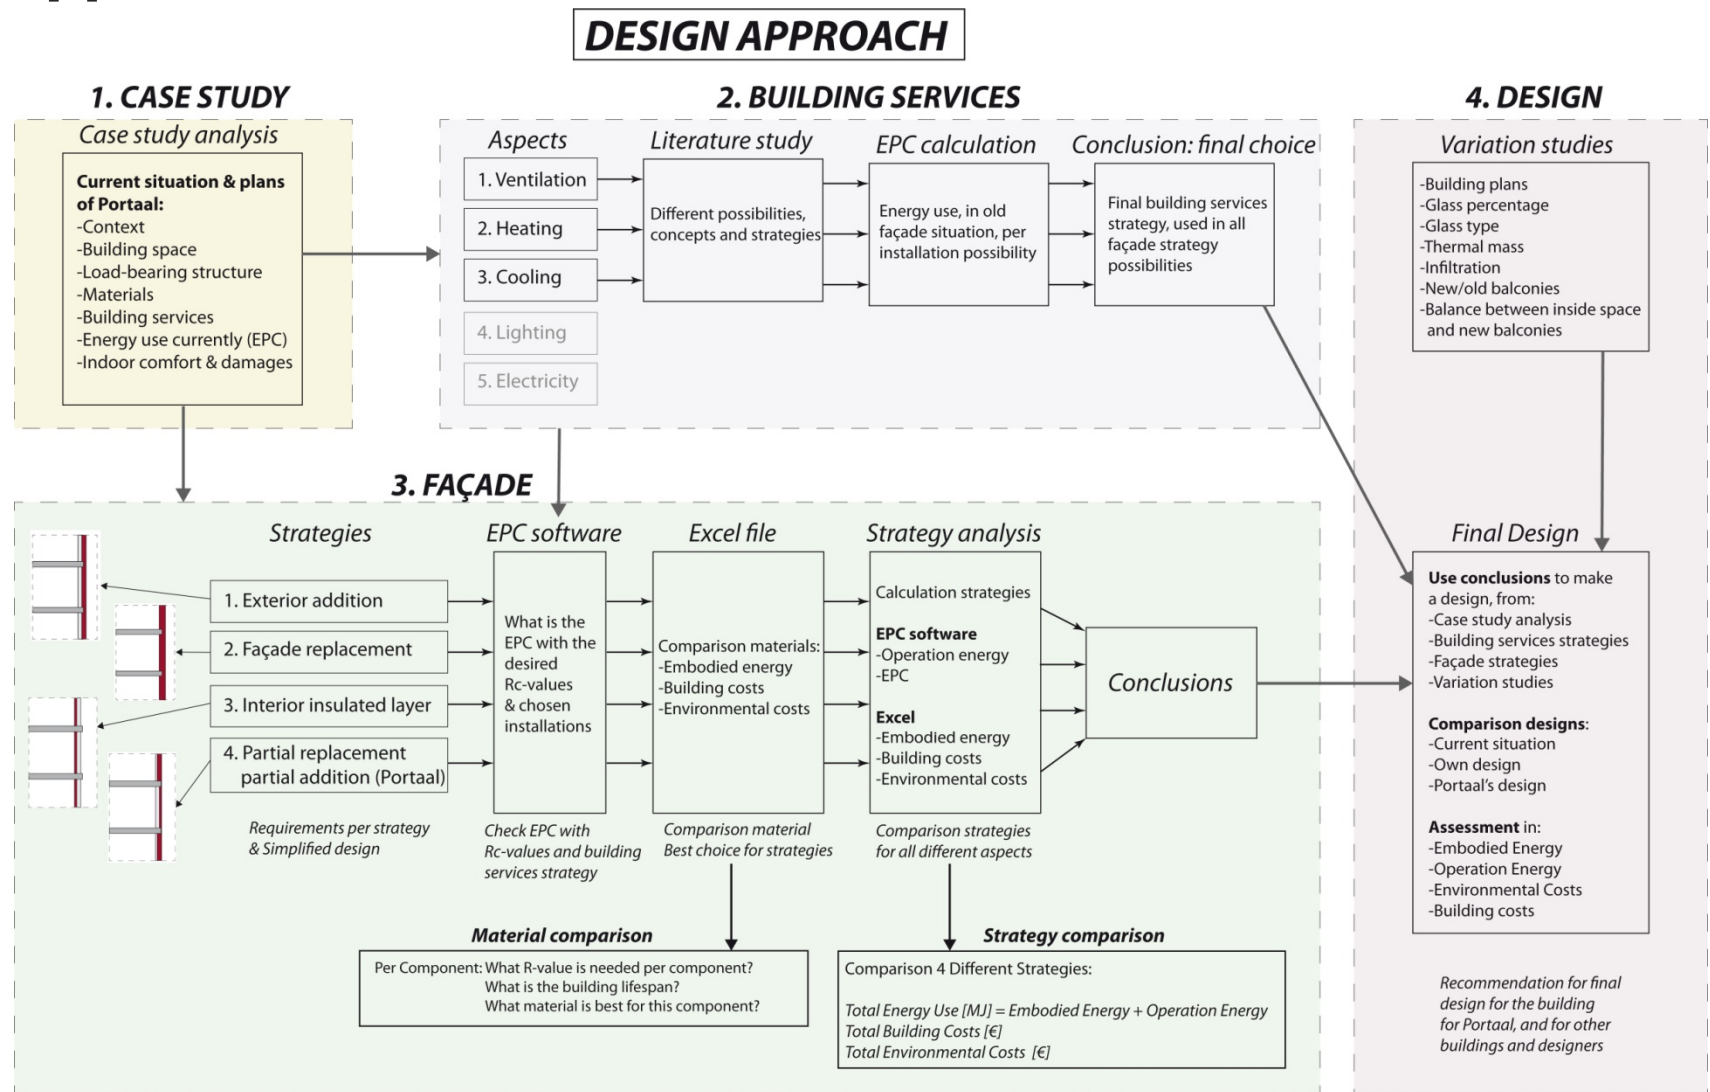 DESIGN APPROACH
1. CASE STUDY
Case study analysis
Current situation & plans
of Portaal:
-Context
-Building space
-Load-bearing structure
-Materials
-Building services
-Energy use currently (EPC)
-Indoor comfort & damages
2. BUILDING SERVICES
Aspects
1. Ventilation
2. Heating
3. Cooling
4. Lighting
5. Electricity
Literature study
Different possibilities,
concepts and strategies
EPC calculation
Energy use, in old
façade situation, per
installation possibility
Conclusion: final choice
Final building services
strategy, used in all
façade strategy
possibilities
3. FAÇADE
Strategies
1. Exterior addition
2. Façade replacement
3. Interior insulated layer
4. Partial replacement
partial addition (Portaal)
Requirements per strategy
& Simplified design
EPC software
What is the
EPC with the
desired
Rc-values
& chosen
installations
Check EPC with
Rc-values and building
services strategy
Excel file
Comparison materials:
-Embodied energy
-Building costs
-Environmental costs
Comparison material
Best choice for strategies
Strategy analysis
Calculation strategies
EPC software
-Operation energy
-EPC
Excel
-Embodied energy
-Building costs
-Environmental costs
Comparison strategies
for all different aspects
Conclusions
Material comparison
Per Component: What R-value is needed per component?
What is the building lifespan?
What material is best for this component?
Strategy comparison
Comparison 4 Different Strategies:
Total Energy Use [MJ] = Embodied Energy + Operation Energy
Total Building Costs [€]
Total Environmental Costs [€]
4. DESIGN
Variation studies
-Building plans
-Glass percentage
-Glass type
-Thermal mass
-Infiltration
-New/old balconies
-Balance between inside space
and new balconies
Final Design
Use conclusions to make
a design, from:
-Case study analysis
-Building services strategies
-Façade strategies
-Variation studies
Comparison designs:
-Current situation
-Own design
-Portaal's design
Assessment in:
-Embodied Energy
-Operation Energy
-Environmental Costs
-Building costs
Recommendation for final
design for the building
for Portaal, and for other
buildings and designers